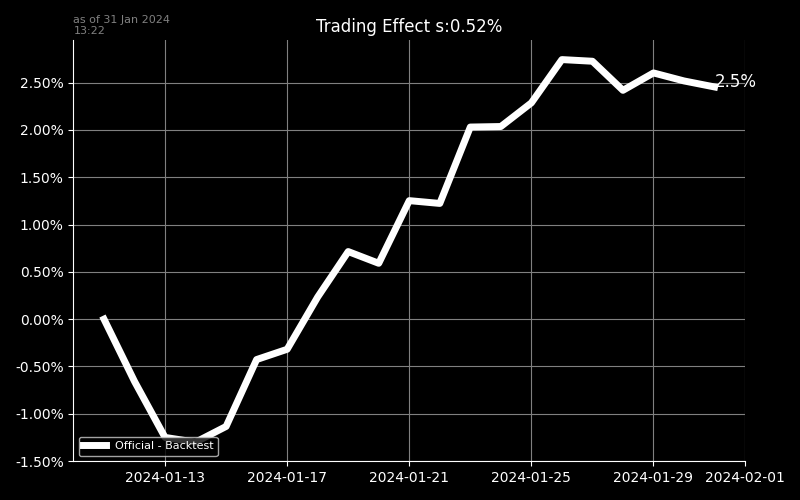 as of 31 Jan 2024
13:22
Trading Effect s:0.52%
2.50%
2.00%
1.50%
1.00%
0.50%
0.00%
-0.50%
-1.00%
-1.50%
2.5%
Official - Backtest
2024-01-13 2024-01-17 2024-01-21 2024-01-25 2024-01-29 2024-02-01